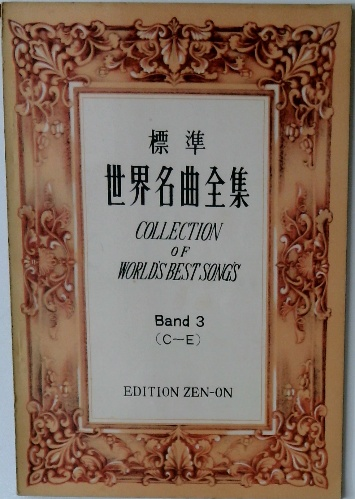 標準
世界名曲全集
COLLECTION
OF
WORLD'S BEST SONGS
Band 3
(C—E)
EDITION ZEN-ON